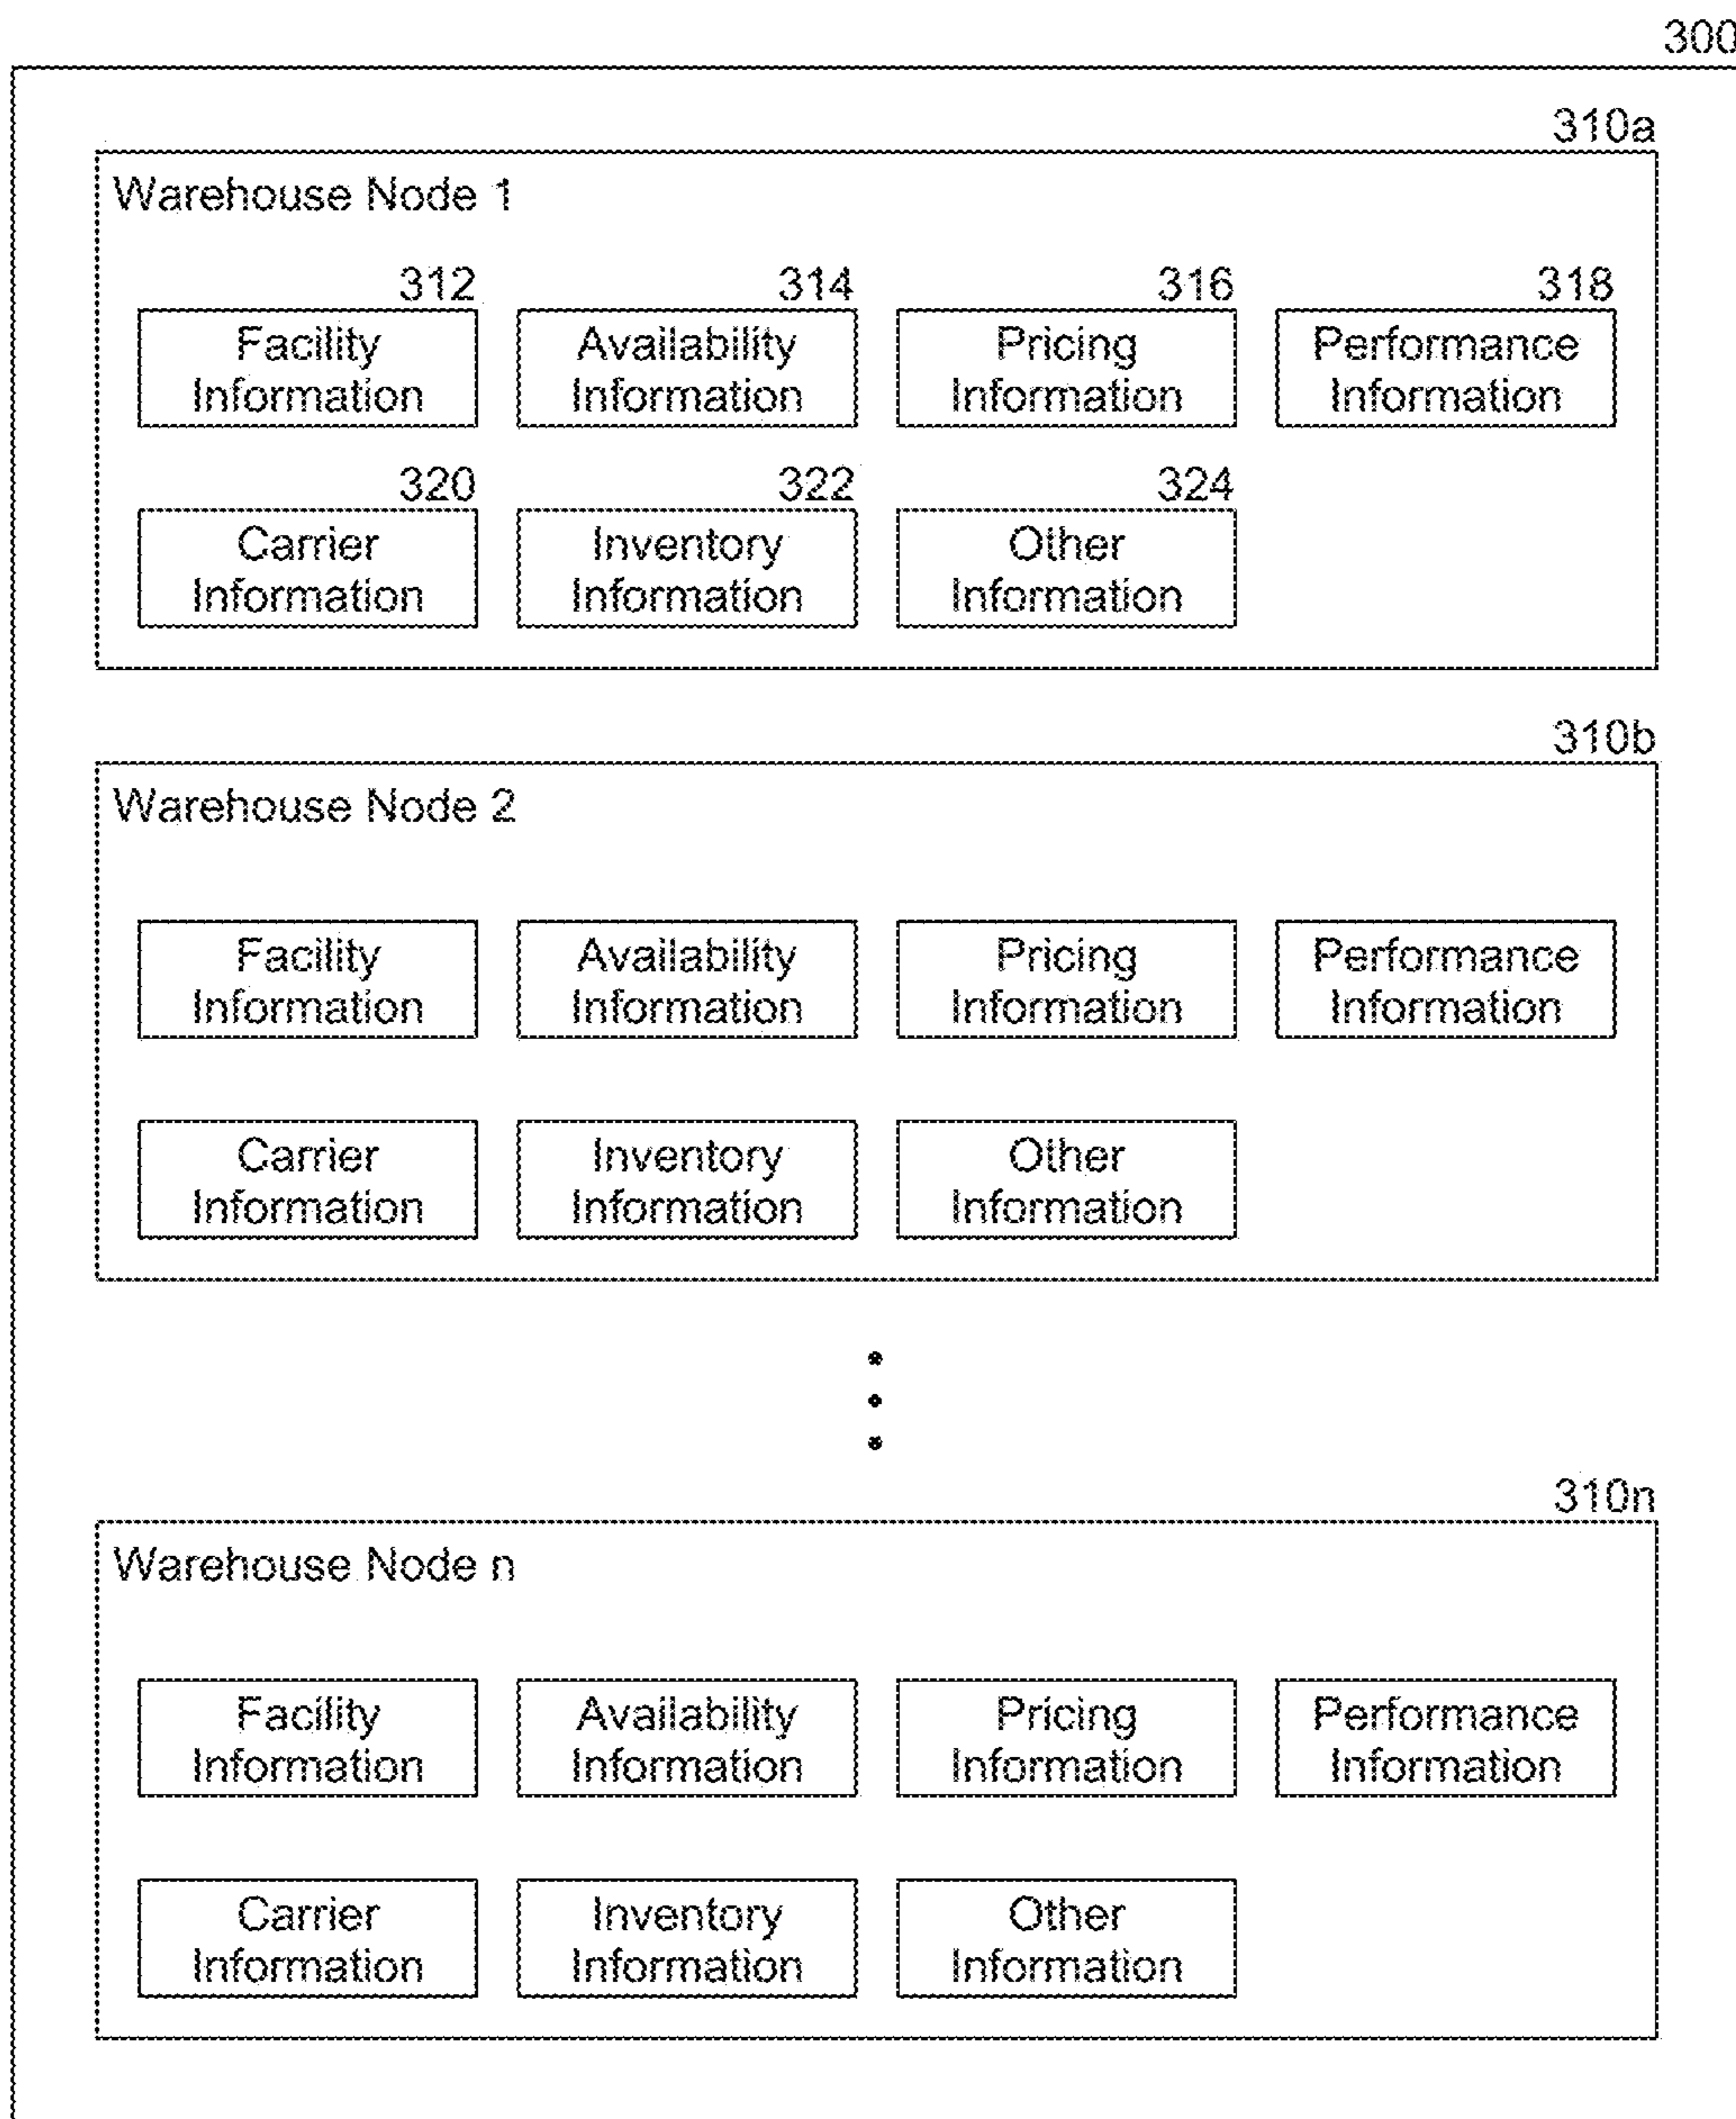 300
310a
Warehouse Node 1
312 314 316 318
Facility Availability Pricing Performance
Information Information Information Information
320 322 324
Carrier Inventory Other
Information Information Information
310b
Warehouse Node 2
Facility Availability Pricing Performance
Information Information Information Information
Carrier Inventory Other
Information Information Information
310n
Warehouse Node n
Facility Availability Pricing Performance
Information Information Information Information
Carrier Inventory Other
Information Information Information